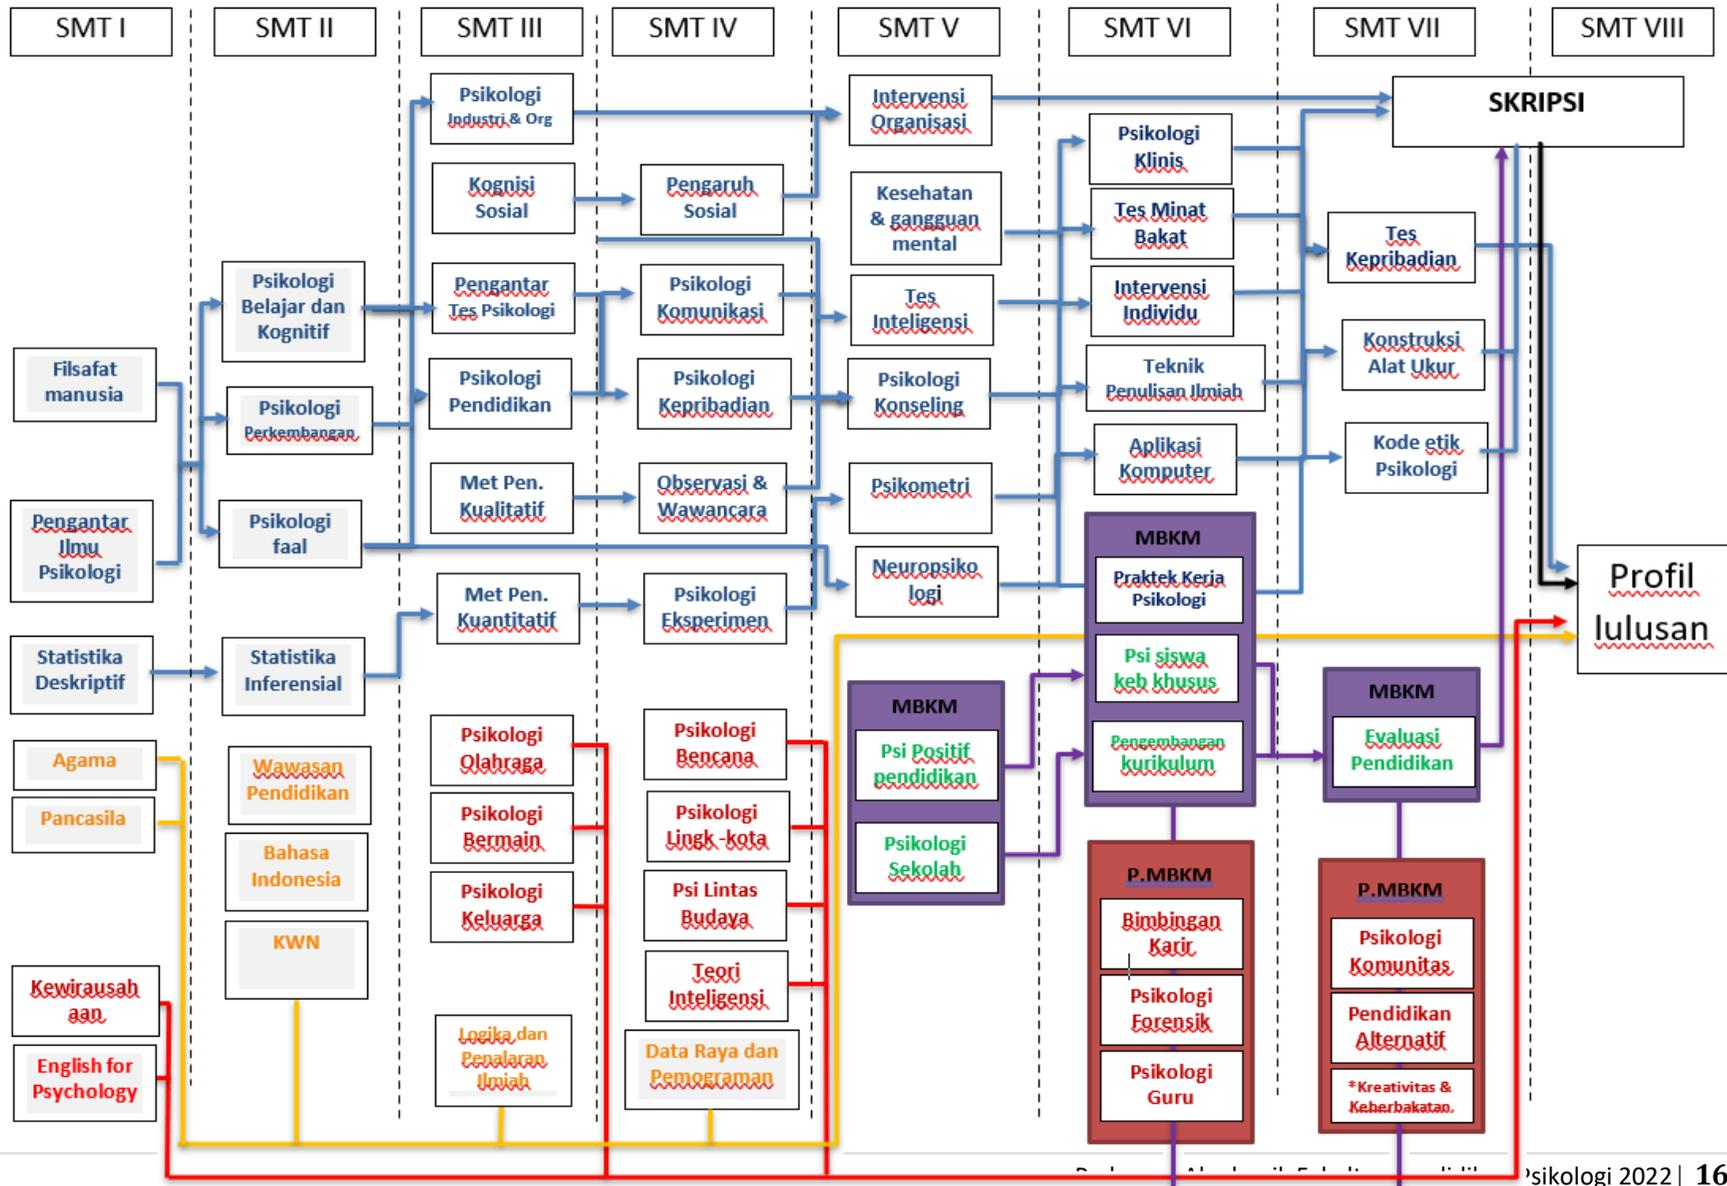 SMT I
SMT II
SMT III
SMT IV
SMT V
SMT VI
SMT VII
SMT VIII
Filsafat
manusia
Pengantar
Ilmu
Psikologi
Statistika
Deskriptif
Agama
Pancasila
Kewirausah
aan
English for
Psychology
Psikologi
Belajar dan
Kognitif
Psikologi
Perkembangan
Psikologi
faal
Statistika
Inferensial
Wawasan
Pendidikan
Bahasa
Indonesia
KWN
Psikologi
Industri & Org
Kognisi
Sosial
Pengantar
Tes Psikologi
Psikologi
Pendidikan
Met Pen.
Kualitatif
Met Pen.
Kuantitatif
Psikologi
Olahraga
Psikologi
Bermain
Psikologi
Keluarga
Logika dan
Penalaran
Ilmiah
Pengaruh
Sosial
Psikologi
Komunikasi
Psikologi
Kepribadian
Observasi &
Wawancara
Psikologi
Eksperimen
Psikologi
Bencana
Psikologi
Lingk -kota
Psi Lintas
Budaya
Teori
Inteligensi
Data Raya dan
Pemograman
Intervensi
Organisasi
Kesehatan
& gangguan
mental
Tes
Inteligensi
Psikologi
Konseling
Psikometri
Neuropsiko
logi
MBKM
Psi Positif
pendidikan
Psikologi
Sekolah
Psikologi
Klinis
Tes Minat
Bakat
Intervensi
Individu
Teknik
Penulisan Ilmiah
Aplikasi
Komputer
MBKM
Praktek Kerja
Psikologi
Psi siswa
keb khusus
Pengembangan
kurikulum
P.MBKM
Bimbingan
Karir
Psikologi
Forensik
Psikologi
Guru
SKRIPSI
Tes
Kepribadian
Konstruksi
Alat Ukur
Kode etik
Psikologi
MBKM
Evaluasi
Pendidikan
P.MBKM
Psikologi
Komunitas
Pendidikan
Alternatif
*Kreativitas &
Keberbakatan
Profil
lulusan
Psikologi 2022| 16